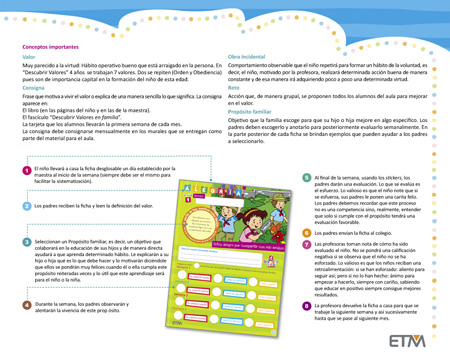 Conceptos importantes
Valor
Muy parecido a la virtud: Hábito operativo bueno que está arraigado en la persona. En
"Descubrir Valores" 4 años se trabajan 7 valores. Dos se repiten (Orden y Obediencia)
pues son de importancia capital en la formación del niño de esta edad.
Consigna
Frase que motiva a vivir el valor o explica de una manera sencilla lo que significa. La consigna
aparece en:
El libro (en las páginas del niño y en las de la maestra).
El fascículo "Descubrir Valores en familia".
La tarjeta que los alumnos llevarán la primera semana de cada mes.
La consigna debe consignarse mensualmente en los murales que se entregan como
parte del material para el aula.
Obra Incidental
Comportamiento observable que el niño repetirá para formar un hábito de la voluntad, es
decir, el niño, motivado por la profesora, realizará determinada acción buena de manera
constante y de esa manera irá adquiriendo poco a poco una determinada virtud.
Reto
Acción que, de manera grupal, se proponen todos los alumnos del aula para mejorar
en el valor.
Propósito familiar
Objetivo que la familia escoge para que su hijo o hija mejore en algo específico. Los
padres deben escogerlo y anotarlo para posteriormente evaluarlo semanalmente. En
la parte posterior de cada ficha se brindan ejemplos que pueden ayudar a los padres
a seleccionarlo.
1 El niño llevará a casa la ficha desglosable un día establecido por la
maestra al inicio de la semana (siempre debe ser el mismo para
facilitar la sistematización).
2 Los padres reciben la ficha y leen la definición del valor.
3 Seleccionan un Propósito familiar, es decir, un objetivo que
colaborará en la educación de sus hijos y de manera directa
ayudará a que aprenda determinado hábito. Le explicarán a su
hijo o hija qué es lo que debe hacer y lo motivarán diciéndole
que ellos se pondrán muy felices cuando él o ella cumpla este
propósito reiteradas veces y lo útil que este aprendizaje será
para el niño o la niña.
4 Durante la semana, los padres observarán y
alentarán la vivencia de este propósito.
ALEGRÍA
1
5 Al final de la semana, usando los stickers, los
padres darán una evaluación. Lo que se evalúa es
el esfuerzo. Lo valioso es que el niño note que si
se esfuerza, sus padres le ponen una carita feliz.
Los padres debemos recordar que este proceso
no es una competencia sino, realmente, entender
que solo si cumple con el propósito tendrá una
evaluación favorable.
6 Los padres envían la ficha al colegio.
7 Las profesoras toman nota de cómo ha sido
evaluado el niño. No se pondrá una calificación
negativa si se observa que el niño no se ha
esforzado. Lo valioso es que los niños reciban una
retroalimentación: si se han esforzado: aliento para
seguir así; pero si no lo han hecho: ánimo para
empezar a hacerlo, siempre con cariño, sabiendo
que educar en positivo siempre consigue mejores
resultados.
8 La profesora devuelve la ficha a casa para que se
trabaje la siguiente semana y así sucesivamente
hasta que se pase al siguiente mes.
ETM
ETM